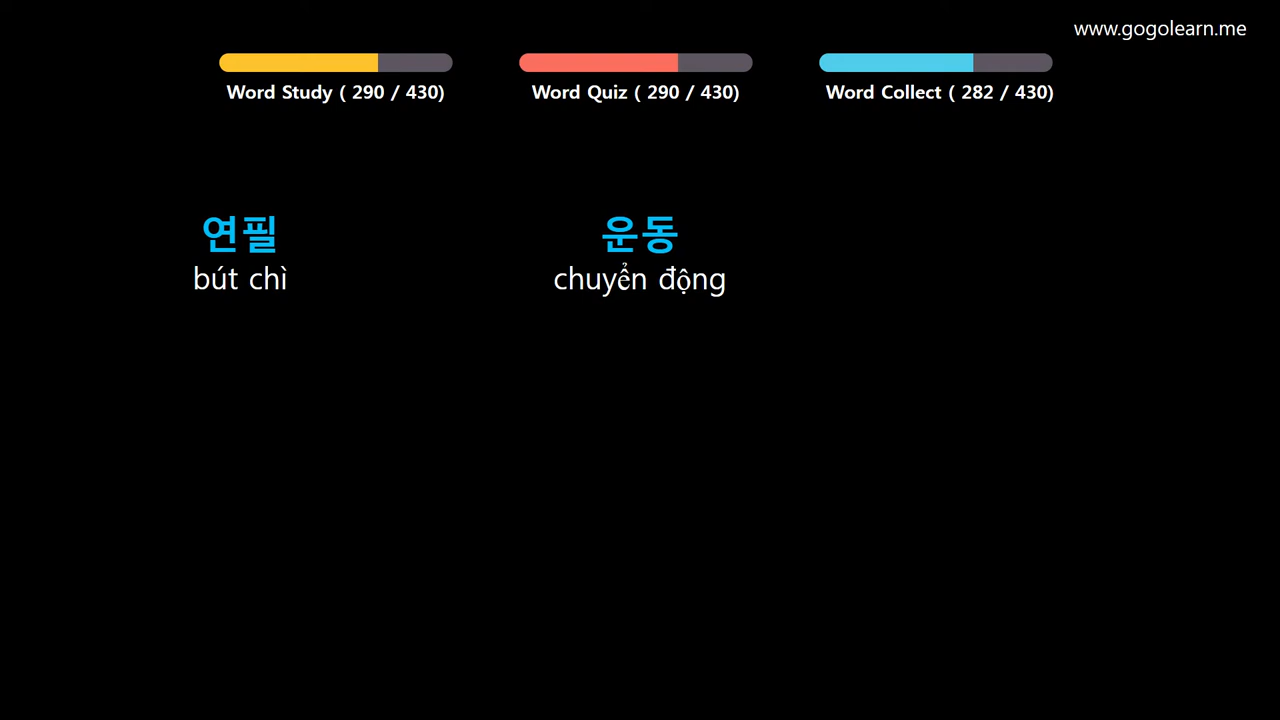 www.gogolearn.me
Word Study ( 290 / 430)
Word Quiz ( 290 / 430)
Word Collect ( 282 / 430)
연필
bút chì
운동
chuyển động